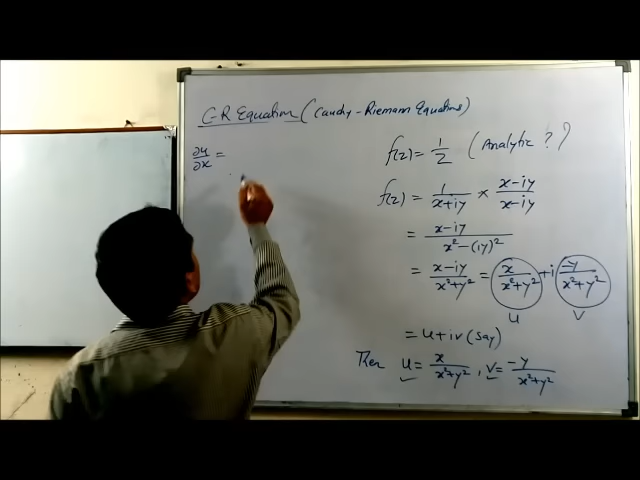 C-R Equation (Cauchy-Riemann Equations)
∂u/∂x =
f(z) = 1/z (Analytic ??)
f(z) = 1/(x+iy) × (x-iy)/(x-iy)
= (x-iy)/(x²-(iy)²)
= (x-iy)/(x²+y²) = x/(x²+y²) + i -y/(x²+y²)
u v
= u+iv (say)
Then u = x/(x²+y²), v = -y/(x²+y²)